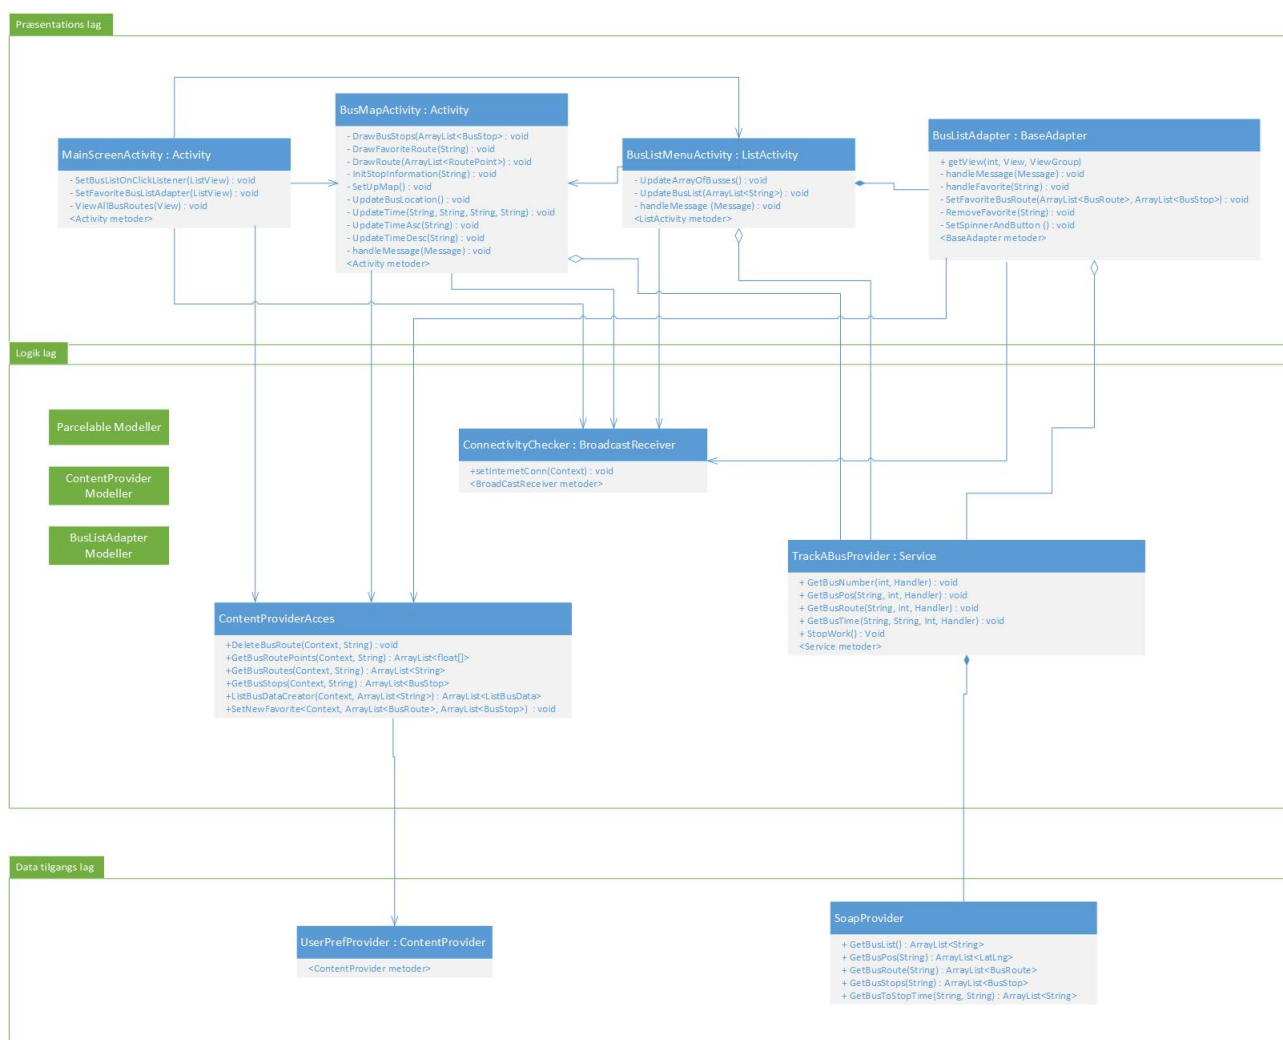 Præsentations lag
BusMapActivity : Activity
- DrawBusStops(ArrayList<BusStop> : void
- DrawFavoriteRoute(String) : void
- DrawRoute(ArrayList<RoutePoint>) : void
- InitStopInformation(String) : void
- SetUpMap() : void
- UpdateBusLocation() : void
- UpdateTime(String, String, String, String) : void
- UpdateTimeAsc(String) : void
- UpdateTimeDesc(String) : void
- handleMessage(Message) : void
<Activity metoder>
MainScreenActivity : Activity
- SetBusListOnClickListener(ListView) : void
- SetFavoriteBusListAdapter(ListView) : void
- ViewAllBusRoutes(View) : void
<Activity metoder>
BusListMenuActivity : ListActivity
- UpdateArrayOfBusses() : void
- UpdateBusList(ArrayList<String>) : void
- handleMessage (Message) : void
<ListActivity metoder>
BusListAdapter : BaseAdapter
+ getView(int, View, ViewGroup)
- handleMessage(Message) : void
- handleFavorite(String) : void
- SetFavoriteBusRoute(ArrayList<BusRoute>, ArrayList<BusStop>) : void
- RemoveFavorite(String) : void
- SetSpinnerAndButton () : void
<BaseAdapter metoder>
Logik lag
Parcelable Modeller
ContentProvider
Modeller
BusListAdapter
Modeller
ConnectivityChecker : BroadcastReceiver
+setInternetConn(Context) : void
<BroadCastReceiver metoder>
TrackABusProvider : Service
+ GetBusNumber(int, Handler) : void
+ GetBusPos(String, int, Handler) : void
+ GetBusRoute(String, int, Handler) : void
+ GetBusTime(String, String, Int, Handler) : void
+ StopWork() : Void
<Service metoder>
ContentProviderAcces
+DeleteBusRoute(Context, String) : void
+GetBusRoutePoints(Context, String) : ArrayList<float[]>
+GetBusRoutes(Context, String) : ArrayList<String>
+GetBusStops(Context, String) : ArrayList<BusStop>
+ListBusDataCreator(Context, ArrayList<String>) : ArrayList<ListBusData>
+SetNewFavorite<Context, ArrayList<BusRoute>, ArrayList<BusStop>) : void
Data tilgangs lag
UserPrefProvider : ContentProvider
<ContentProvider metoder>
SoapProvider
+ GetBusList() : ArrayList<String>
+ GetBusPos(String) : ArrayList<LatLng>
+ GetBusRoute(String) : ArrayList<BusRoute>
+ GetBusStops(String) : ArrayList<BusStop>
+ GetBusToStopTime(String, String) : ArrayList<String>